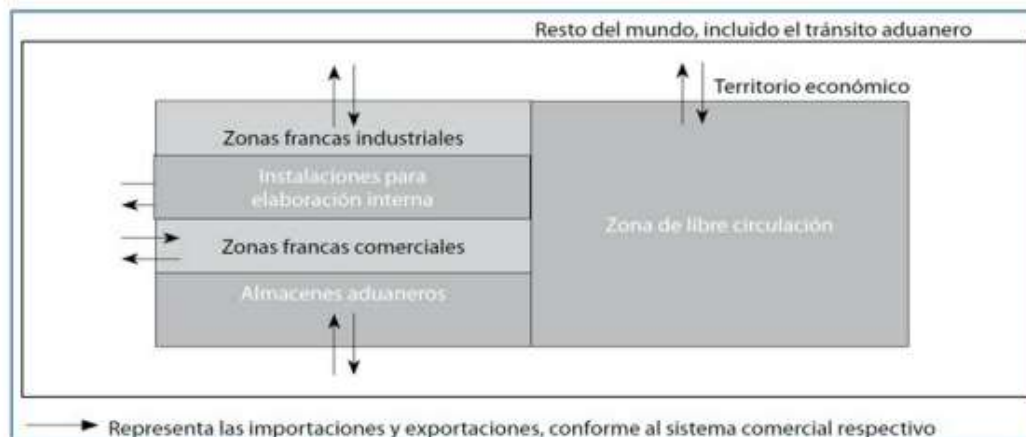 Resto del mundo, incluido el tránsito aduanero
Territorio económico
Zonas francas industriales
Instalaciones para
elaboración interna
Zona de libre circulación
Zonas francas comerciales
Almacenes aduaneros
Representa las importaciones y exportaciones, conforme al sistema comercial respectivo